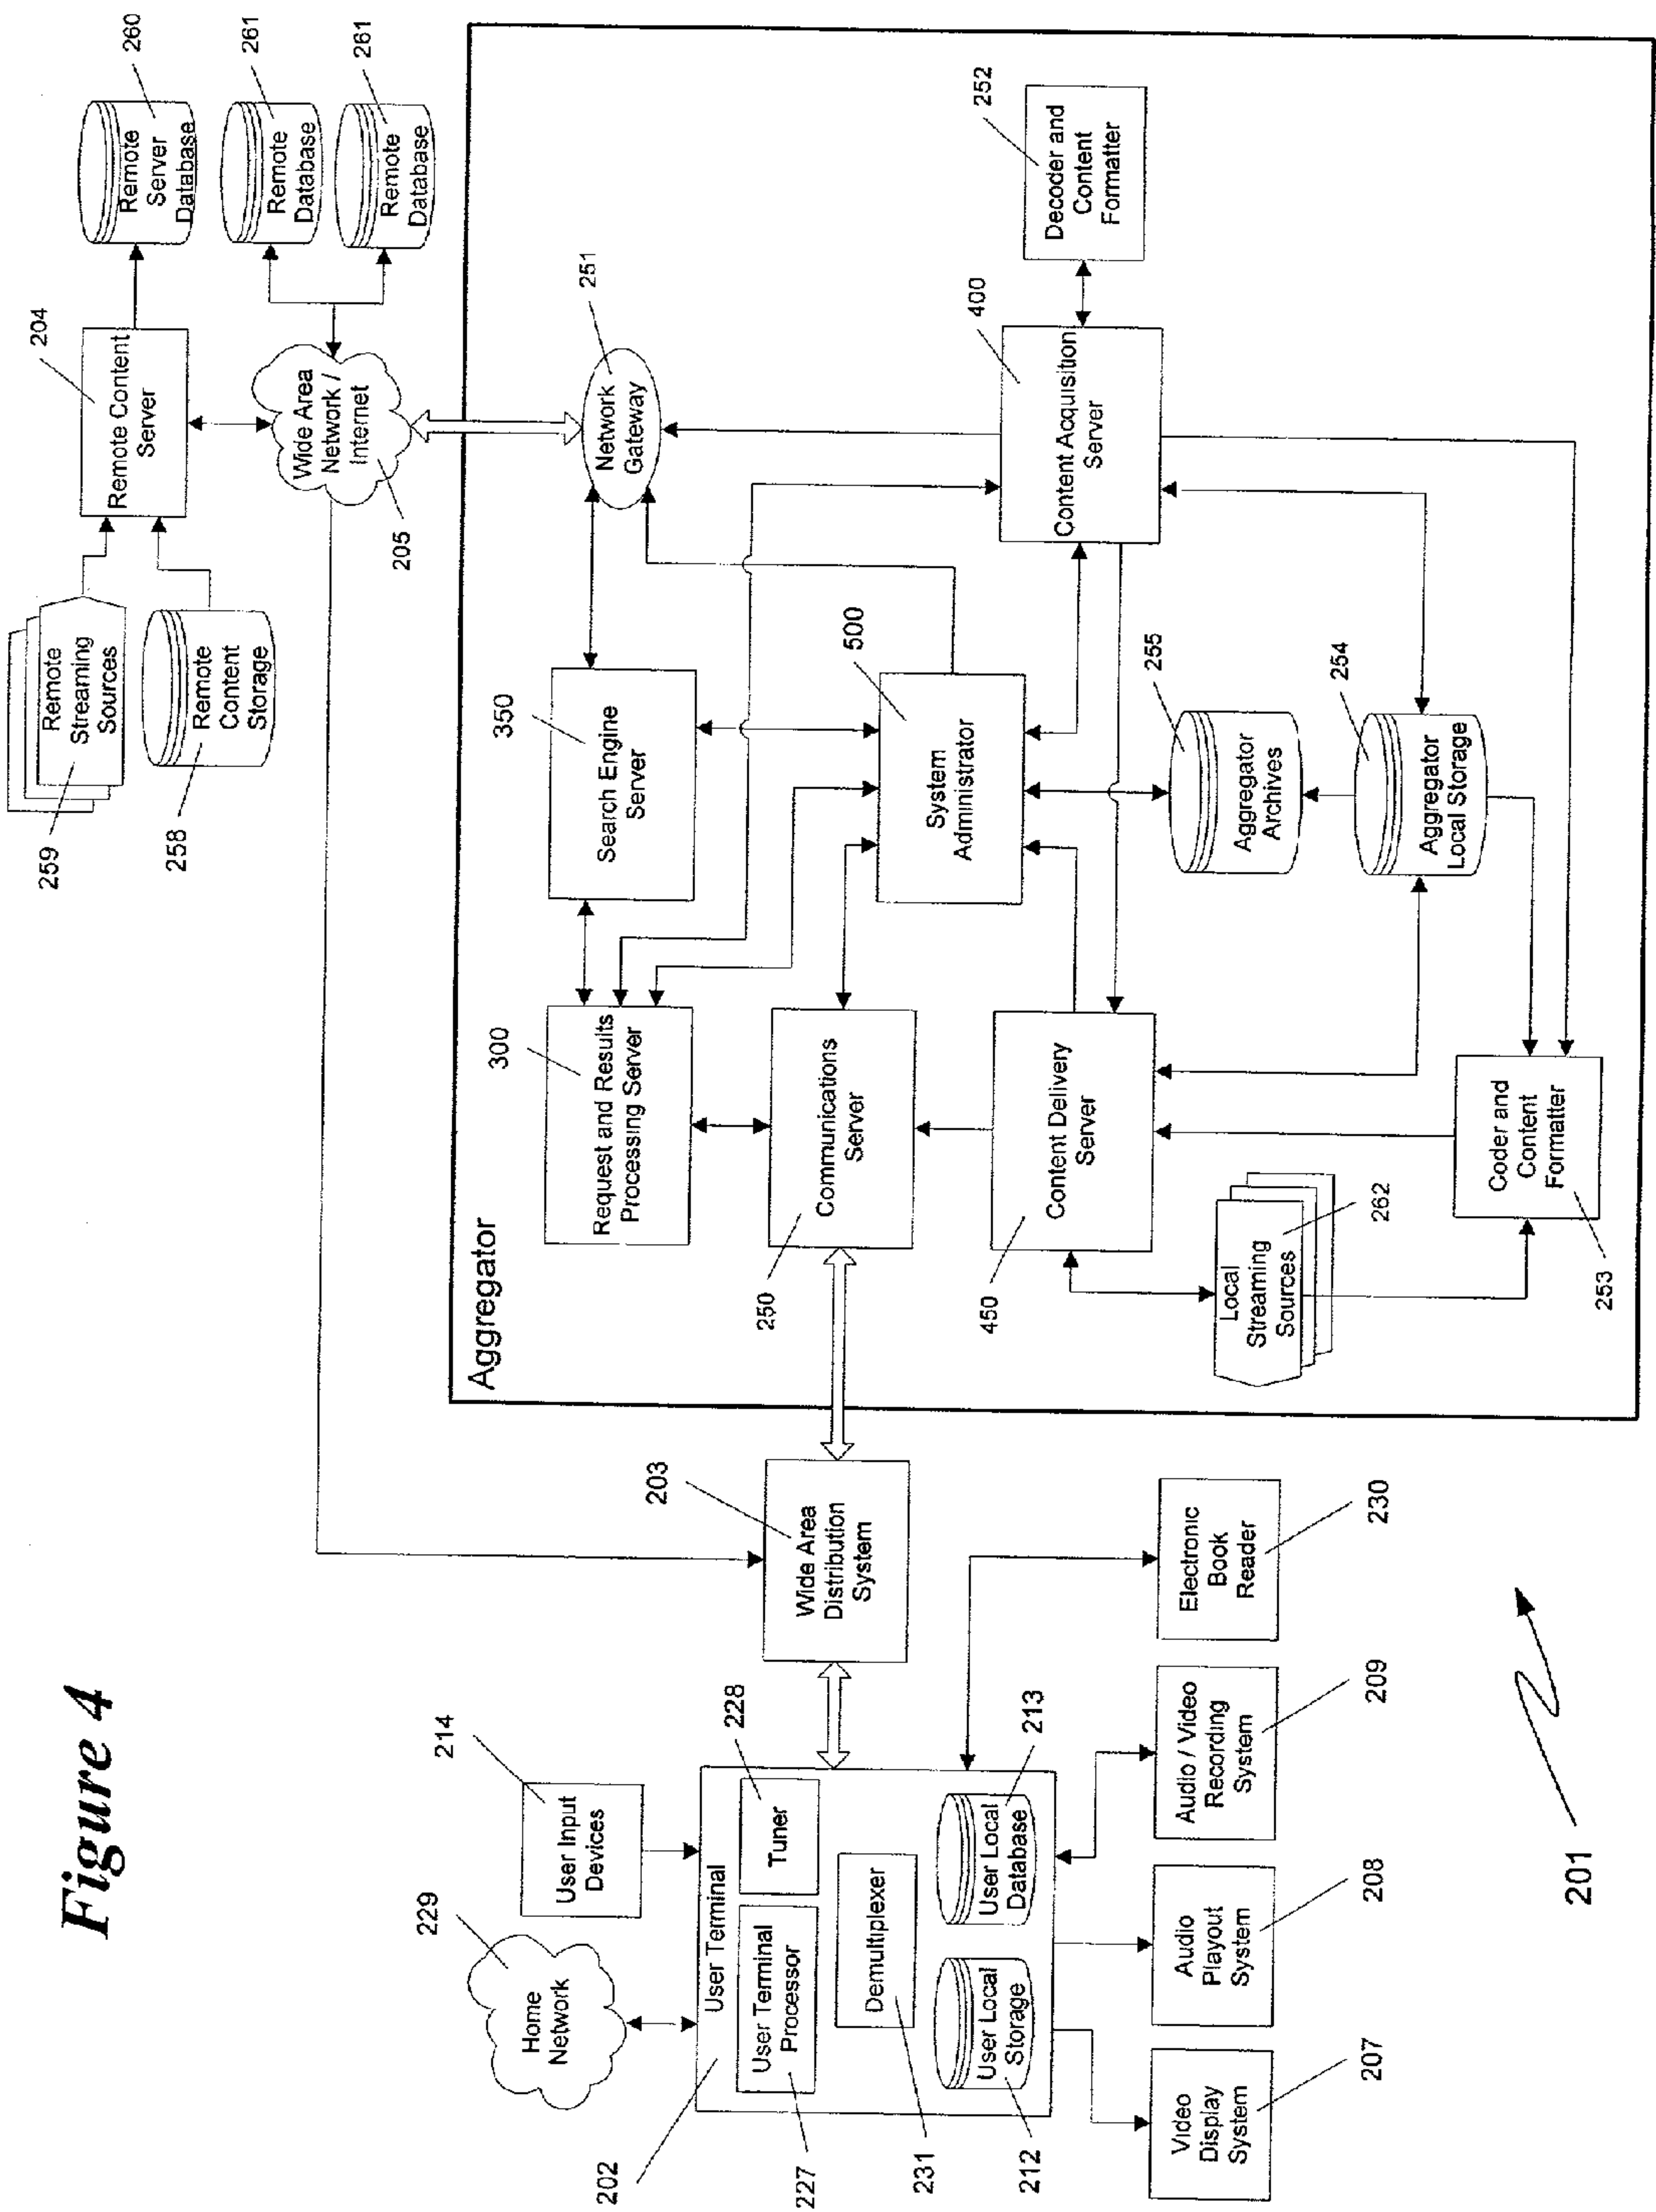 Figure 4
229
Home
Network
214
User Input
Devices
202
User Terminal
227
User Terminal
Processor
228
Tuner
231
Demultiplexer
212
User Local
Storage
213
User Local
Database
207
Video
Display
System
208
Audio
Playout
System
209
Audio / Video
Recording
System
230
Electronic
Book
Reader
201
203
Wide Area
Distribution
System
259
Remote
Streaming
Sources
258
Remote
Content
Storage
204
Remote Content
Server
260
Remote
Server
Database
261
Remote
Database
261
Remote
Database
205
Wide Area
Network /
Internet
Aggregator
300
Request and Results
Processing Server
350
Search Engine
Server
251
Network
Gateway
250
Communications
Server
500
System
Administrator
400
Content Acquisition
Server
252
Decoder and
Content
Formatter
450
Content Delivery
Server
255
Aggregator
Archives
254
Aggregator
Local Storage
262
Local
Streaming
Sources
253
Coder and
Content
Formatter